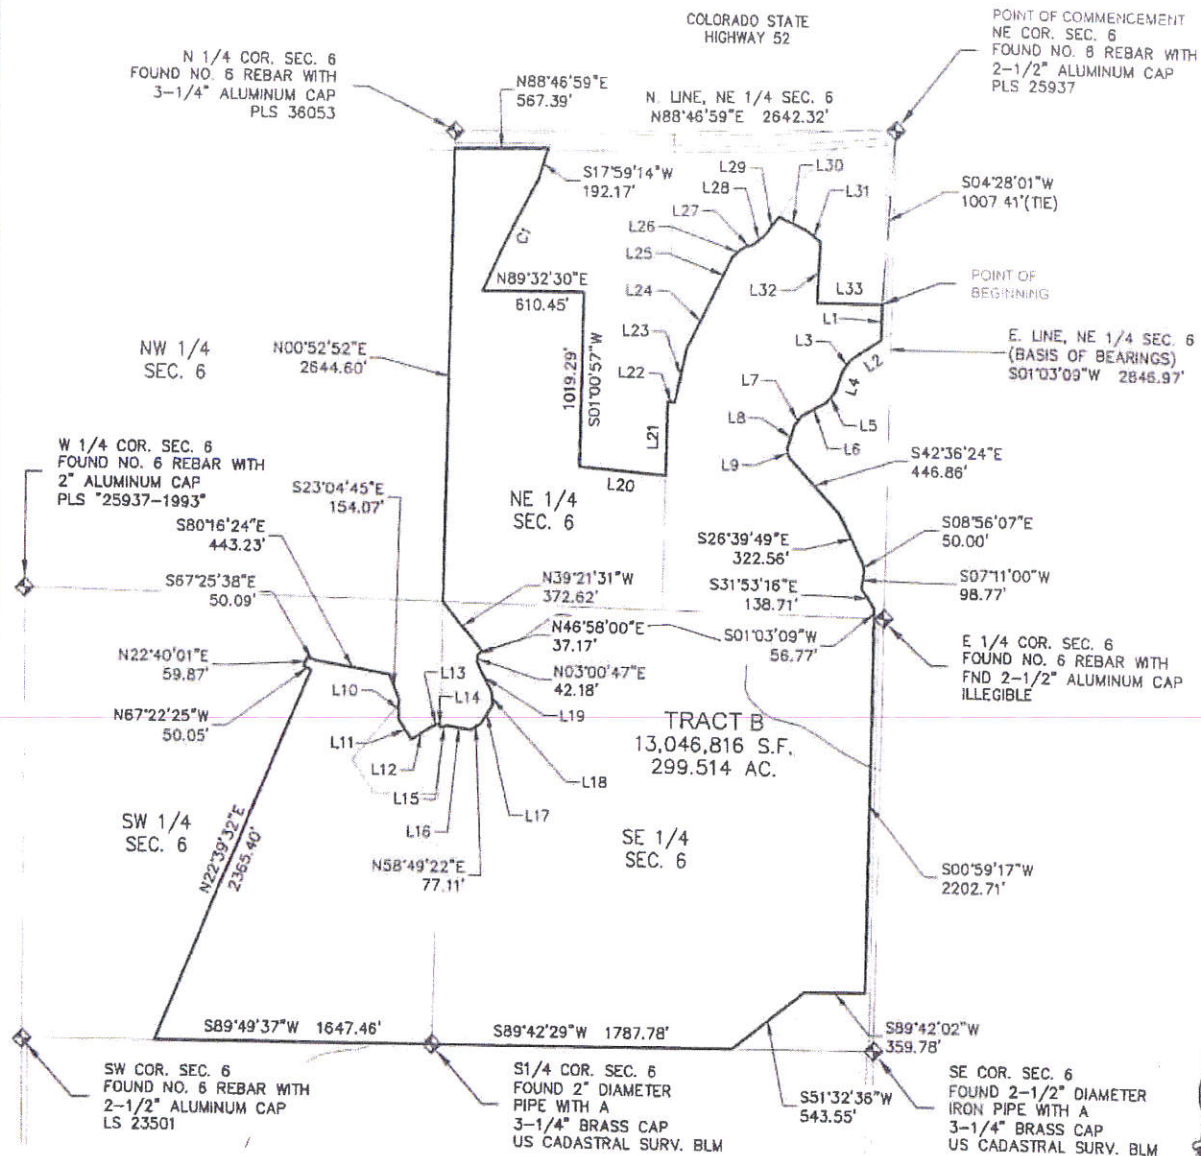 COLORADO STATE
HIGHWAY 52
POINT OF COMMENCEMENT
NE COR. SEC. 6
FOUND NO. 6 REBAR WITH
2-1/2" ALUMINUM CAP
PLS 25937
N 1/4 COR. SEC. 6
FOUND NO. 6 REBAR WITH
3-1/4" ALUMINUM CAP
PLS 36053
N88°46'59"E
567.39'
N. LINE, NE 1/4 SEC. 6
N88°46'59"E 2642.32'
S17°59'14"W
192.17'
L29
L30
L28
L31
L27
L26
L25
S04°28'01"W
1007.41'(TIE)
C1
N89°32'30"E
610.45'
L32
L33
POINT OF
BEGINNING
L24
L1
L23
L3
L2
E. LINE, NE 1/4 SEC. 6
(BASIS OF BEARINGS)
S01°03'09"W 2646.97'
NW 1/4
SEC. 6
N00°52'52"E
2644.60'
1019.29'
S01°00'57"W
L22
L7
L4
L8
L5
L6
L21
L9
S42°36'24"E
446.86'
W 1/4 COR. SEC. 6
FOUND NO. 6 REBAR WITH
2" ALUMINUM CAP
PLS "25937-1993"
L20
S23°04'45"E
154.07'
NE 1/4
SEC. 6
S80°16'24"E
443.23'
S26°39'49"E
322.56'
S08°56'07"E
50.00'
S67°25'38"E
50.09'
N39°21'31"W
372.62'
S31°53'16"E
138.71'
S07°11'00"W
98.77'
N46°58'00"E
37.17'
S01°03'09"W
56.77'
N22°40'01"E
59.87'
L13
L14
N03°00'47"E
42.18'
E 1/4 COR. SEC. 6
FOUND NO. 6 REBAR WITH
FND 2-1/2" ALUMINUM CAP
ILLEGIBLE
L10
L19
N67°22'25"W
50.05'
TRACT B
13,046,816 S.F.
299.514 AC.
L11
L12
L18
L15
L17
L16
SW 1/4
SEC. 6
SE 1/4
SEC. 6
N22°39'32"E
2365.40'
N58°49'22"E
77.11'
S00°59'17"W
2202.71'
S89°49'37"W 1647.46'
S89°42'29"W 1787.78'
S89°42'02"W
359.78'
SW COR. SEC. 6
FOUND NO. 6 REBAR WITH
2-1/2" ALUMINUM CAP
LS 23501
S1/4 COR. SEC. 6
FOUND 2" DIAMETER
PIPE WITH A
3-1/4" BRASS CAP
US CADASTRAL SURV. BLM
S51°32'36"W
543.55'
SE COR. SEC. 6
FOUND 2-1/2" DIAMETER
IRON PIPE WITH A
3-1/4" BRASS CAP
US CADASTRAL SURV. BLM